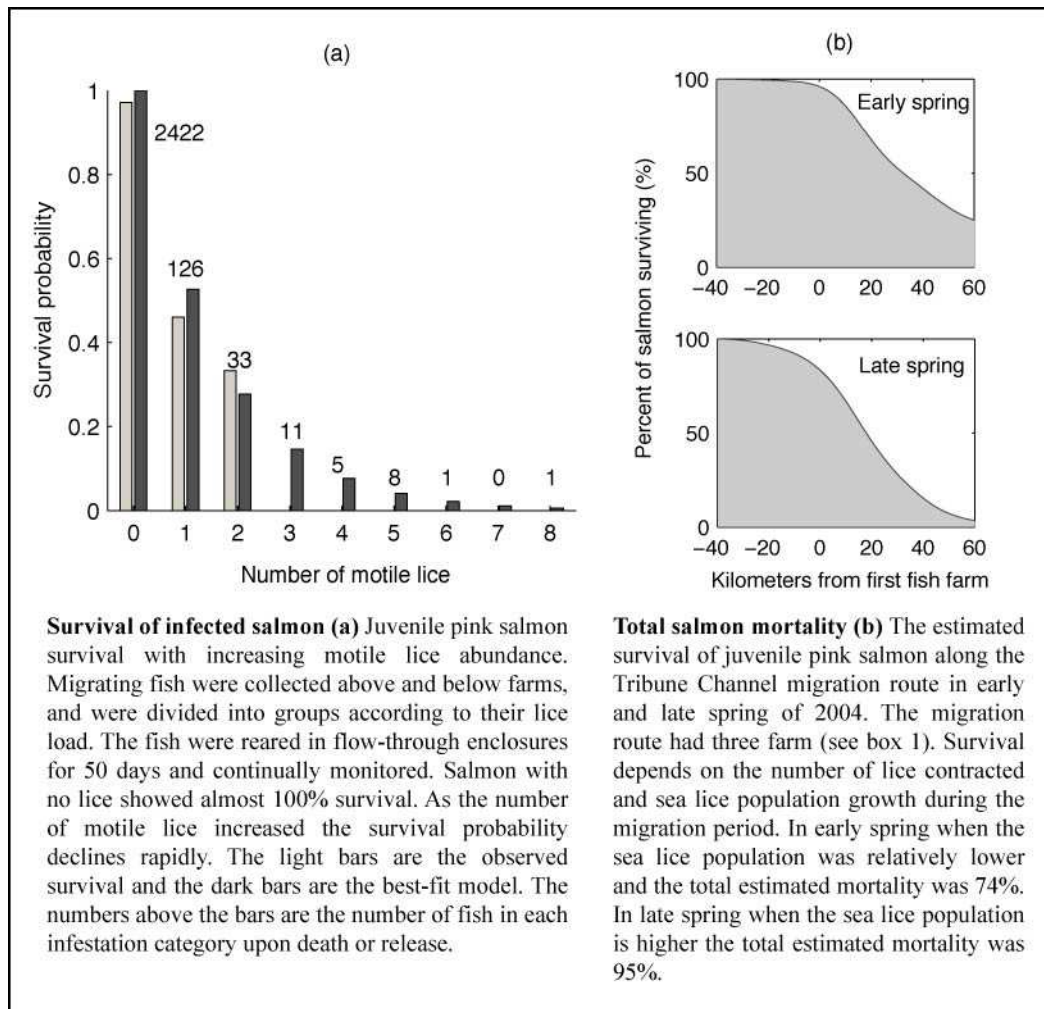 (a)
1
0.8
0.6
0.4
0.2
0
Survival probability
2422
126
33
11
5
8
1
0
1
0 1 2 3 4 5 6 7 8
Number of motile lice
(b)
Percent of salmon surviving (%)
100
50
0
Early spring
−40 −20 0 20 40 60
100
50
0
Late spring
−40 −20 0 20 40 60
Kilometers from first fish farm
Survival of infected salmon (a) Juvenile pink salmon
survival with increasing motile lice abundance.
Migrating fish were collected above and below farms,
and were divided into groups according to their lice
load. The fish were reared in flow-through enclosures
for 50 days and continually monitored. Salmon with
no lice showed almost 100% survival. As the number
of motile lice increased the survival probability
declines rapidly. The light bars are the observed
survival and the dark bars are the best-fit model. The
numbers above the bars are the number of fish in each
infestation category upon death or release.
Total salmon mortality (b) The estimated
survival of juvenile pink salmon along the
Tribune Channel migration route in early
and late spring of 2004. The migration
route had three farm (see box 1). Survival
depends on the number of lice contracted
and sea lice population growth during the
migration period. In early spring when the
sea lice population was relatively lower
and the total estimated mortality was 74%.
In late spring when the sea lice population
is higher the total estimated mortality was
95%.